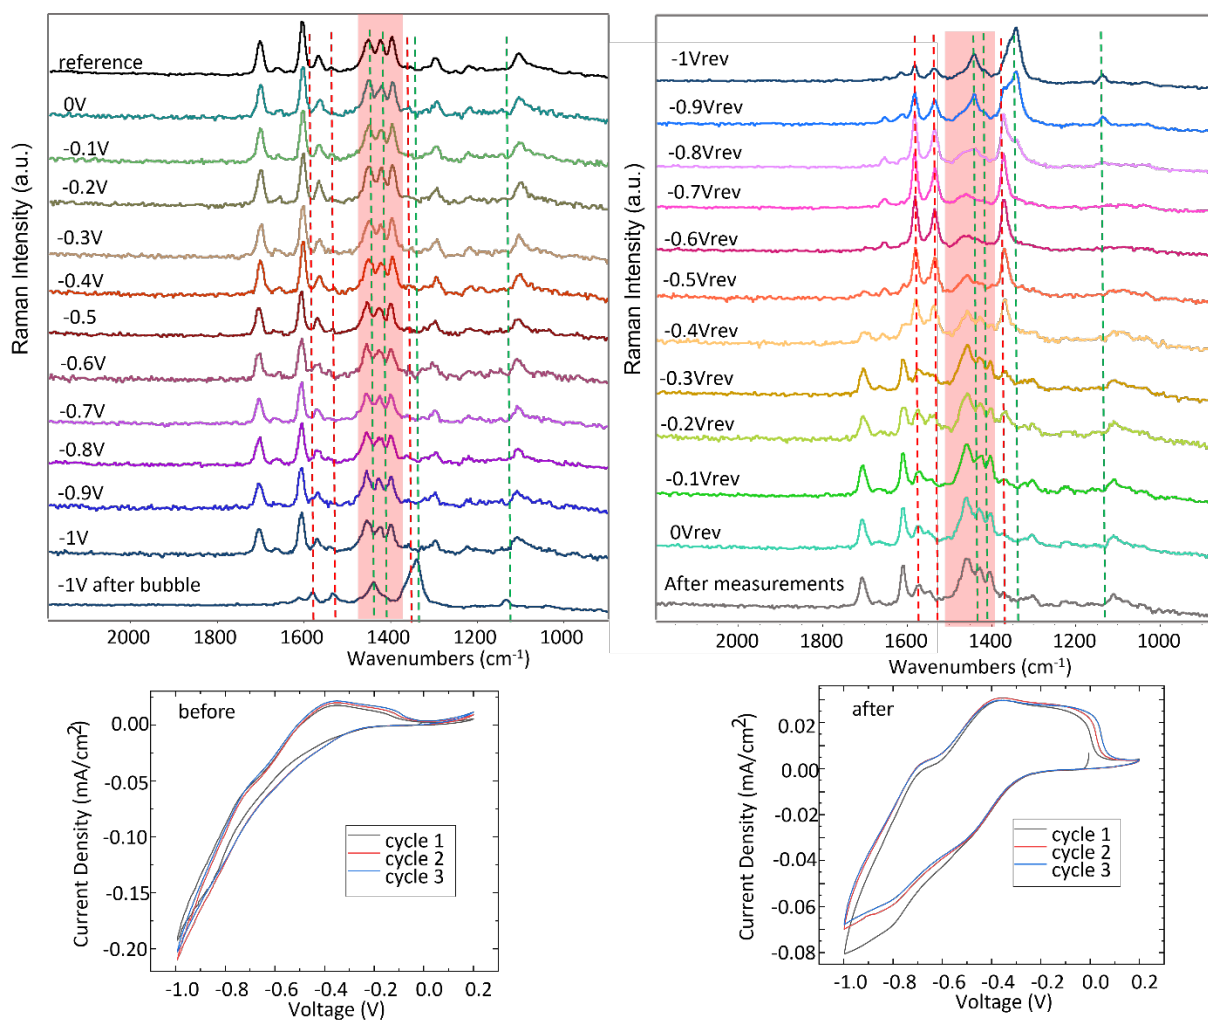 Raman Intensity (a.u.)
reference
0V
-0.1V
-0.2V
-0.3V
-0.4V
-0.5
-0.6V
-0.7V
-0.8V
-0.9V
-1V
-1V after bubble
2000 1800 1600 1400 1200 1000
Wavenumbers (cm⁻¹)
Raman Intensity (a.u.)
-1Vrev
-0.9Vrev
-0.8Vrev
-0.7Vrev
-0.6Vrev
-0.5Vrev
-0.4Vrev
-0.3Vrev
-0.2Vrev
-0.1Vrev
0Vrev
After measurements
2000 1800 1600 1400 1200 1000
Wavenumbers (cm⁻¹)
Current Density (mA/cm²)
before
0.00
-0.05
-0.10
-0.15
-0.20
cycle 1
cycle 2
cycle 3
-1.0 -0.8 -0.6 -0.4 -0.2 0.0 0.2
Voltage (V)
Current Density (mA/cm²)
after
0.02
0.00
-0.02
-0.04
-0.06
-0.08
cycle 1
cycle 2
cycle 3
-1.0 -0.8 -0.6 -0.4 -0.2 0.0 0.2
Voltage (V)